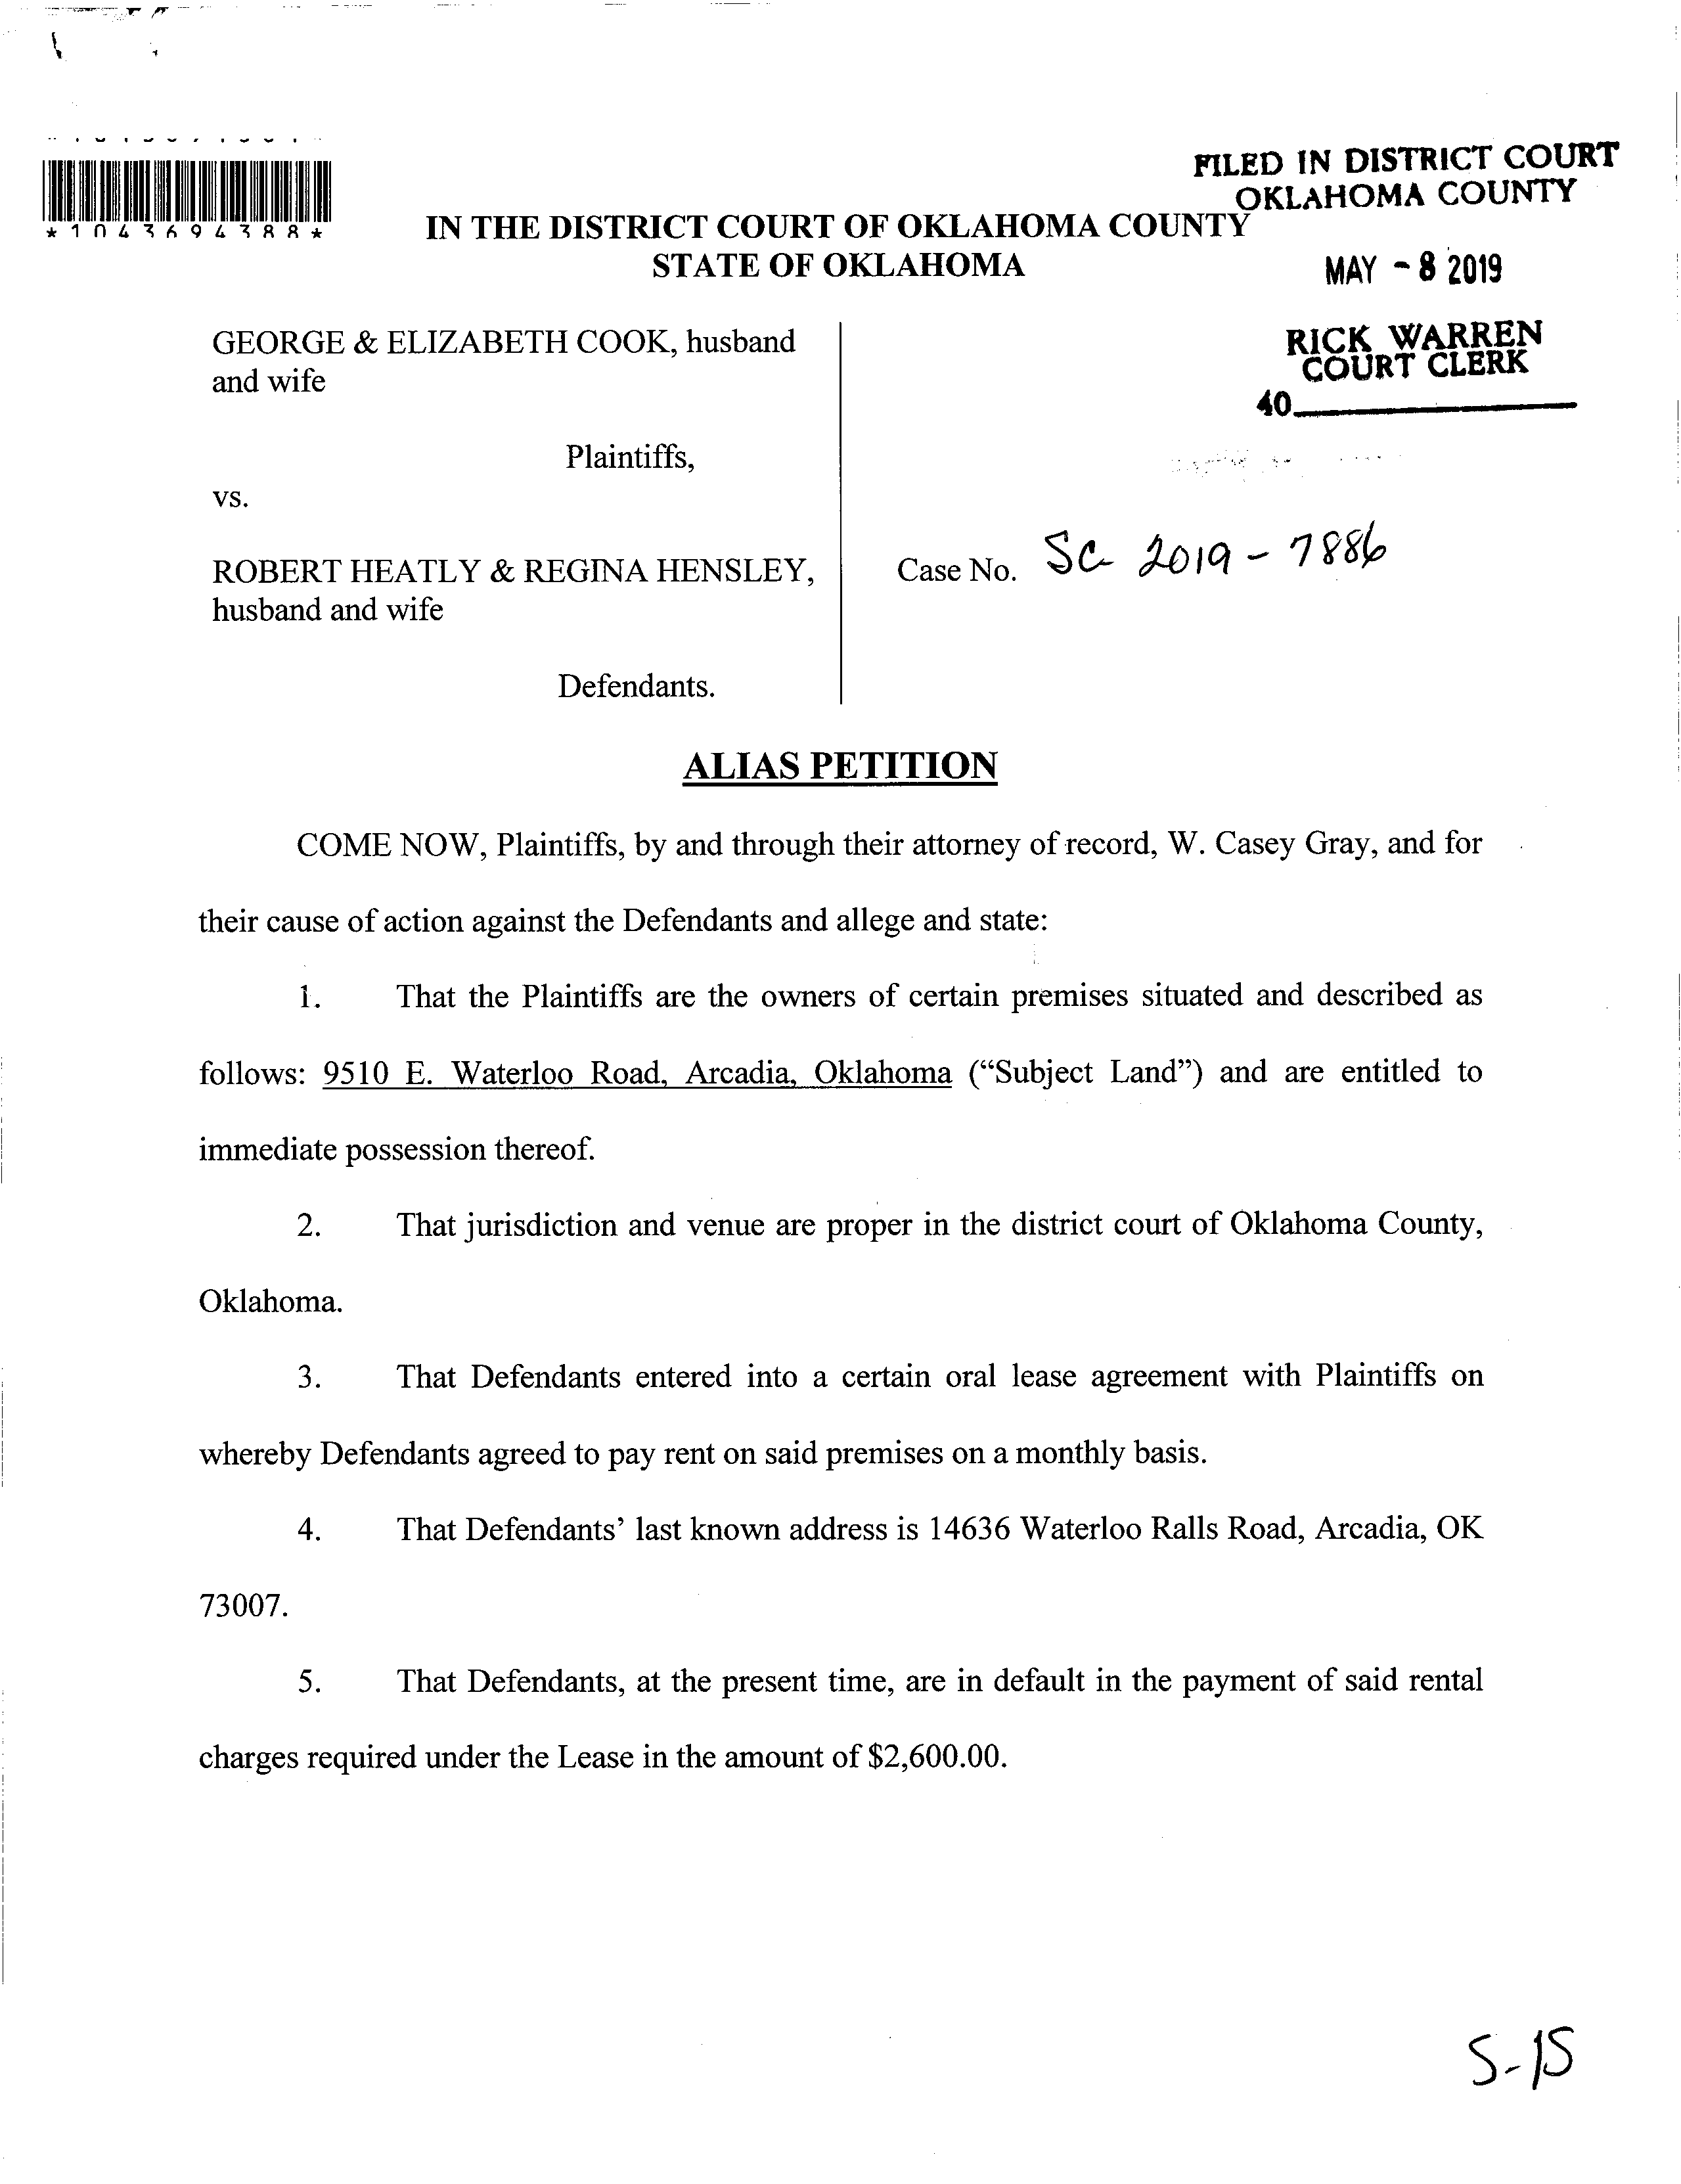 *1043694388*
FILED IN DISTRICT COURT
OKLAHOMA COUNTY
IN THE DISTRICT COURT OF OKLAHOMA COUNTY
STATE OF OKLAHOMA
MAY - 8 2019
RICK WARREN
COURT CLERK
40
GEORGE & ELIZABETH COOK, husband
and wife
Plaintiffs,
vs.
ROBERT HEATLY & REGINA HENSLEY,
husband and wife
Defendants.
Case No. SC 2019 - 7886
ALIAS PETITION
COME NOW, Plaintiffs, by and through their attorney of record, W. Casey Gray, and for
their cause of action against the Defendants and allege and state:
1. That the Plaintiffs are the owners of certain premises situated and described as
follows: 9510 E. Waterloo Road, Arcadia, Oklahoma (“Subject Land”) and are entitled to
immediate possession thereof.
2. That jurisdiction and venue are proper in the district court of Oklahoma County,
Oklahoma.
3. That Defendants entered into a certain oral lease agreement with Plaintiffs on
whereby Defendants agreed to pay rent on said premises on a monthly basis.
4. That Defendants’ last known address is 14636 Waterloo Ralls Road, Arcadia, OK
73007.
5. That Defendants, at the present time, are in default in the payment of said rental
charges required under the Lease in the amount of $2,600.00.
5-15